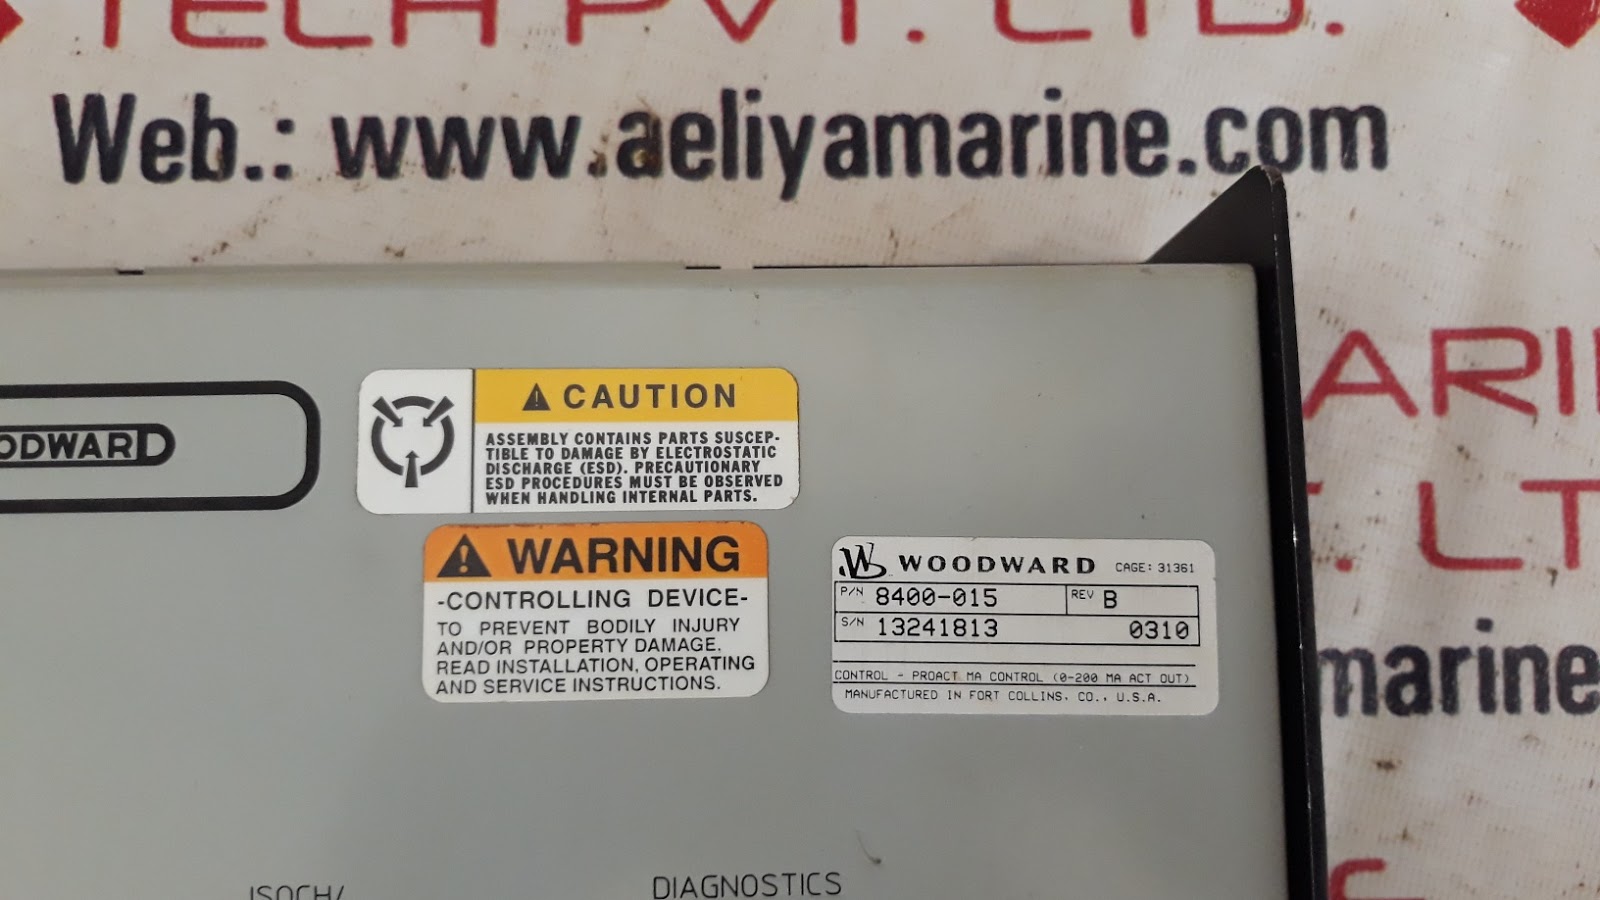 TECH PVT. LTD.
Web.: www.aeliyamarine.com
CAUTION
ASSEMBLY CONTAINS PARTS SUSCEP-
TIBLE TO DAMAGE BY ELECTROSTATIC
DISCHARGE (ESD). PRECAUTIONARY
ESD PROCEDURES MUST BE OBSERVED
WHEN HANDLING INTERNAL PARTS.
ODWARD
WARNING
-CONTROLLING DEVICE-
TO PREVENT BODILY INJURY
AND/OR PROPERTY DAMAGE.
READ INSTALLATION, OPERATING
AND SERVICE INSTRUCTIONS.
WOODWARD CAGE: 31361
P/N 8400-015 REV B
S/N 13241813 0310
CONTROL - PROACT MA CONTROL (0-200 MA ACT OUT)
MANUFACTURED IN FORT COLLINS, CO., U.S.A.
ARI
T. LT
marine
ISOCH/
DIAGNOSTICS